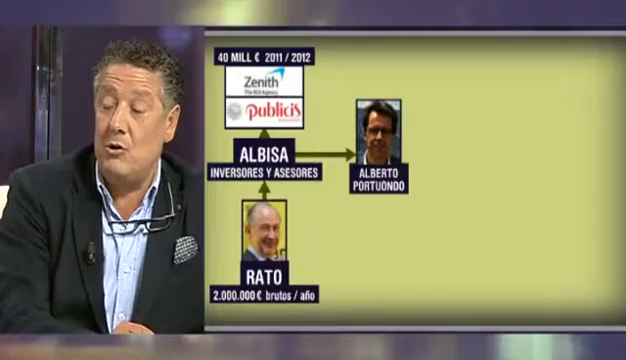 40 MILL € 2011 / 2012
Zenith
The ROI Agency
PUBLICIS
ALBISA
INVERSORES Y ASESORES
ALBERTO
PORTUONDO
RATO
2.000.000 € brutos / año